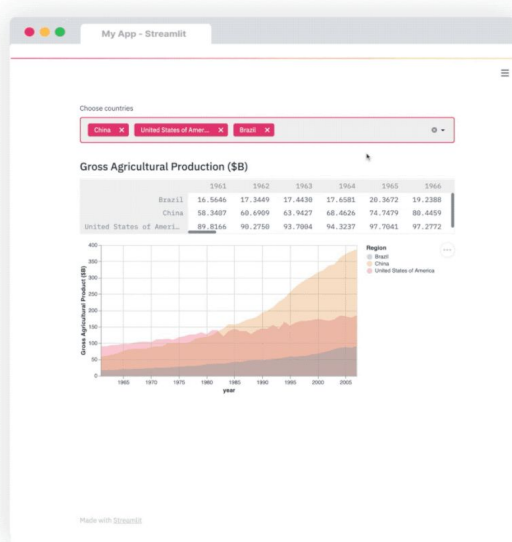 My App - Streamlit
Choose countries
China × United States of Amer... × Brazil ×
Gross Agricultural Production ($B)
1961 1962 1963 1964 1965 1966
Brazil 16.5646 17.3449 17.4430 17.6581 20.3672 19.2388
China 58.3407 60.6909 63.9427 68.4626 74.7479 80.4459
United States of Ameri… 89.8166 90.2750 93.7004 94.3237 97.7041 97.2772
Gross Agricultural Product ($B)
400
350
300
250
200
150
100
50
0
1965 1970 1975 1980 1985 1990 1995 2000 2005
year
Region
Brazil
China
United States of America
Made with Streamlit